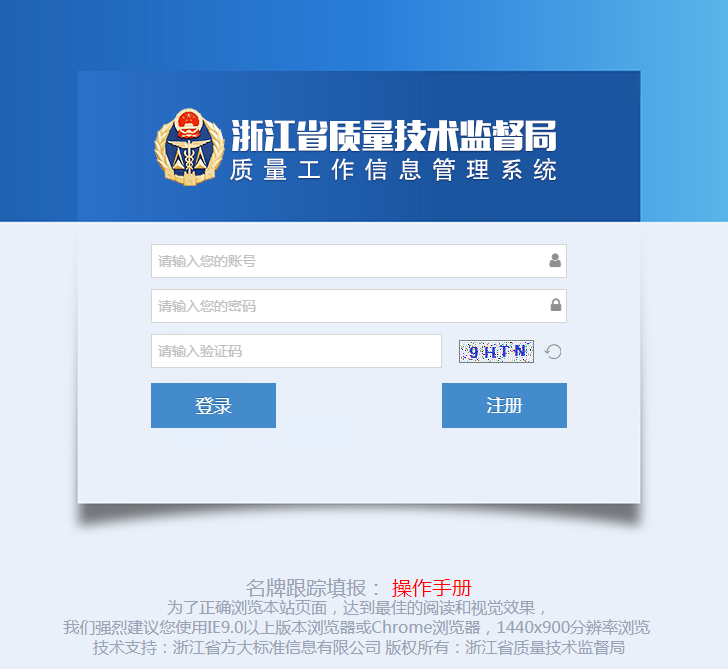 浙江省质量技术监督局
质量工作信息管理系统
请输入您的账号
请输入您的密码
请输入验证码
9HTN
登录
注册
名牌跟踪填报： 操作手册
为了正确浏览本站页面，达到最佳的阅读和视觉效果，
我们强烈建议您使用IE9.0以上版本浏览器或Chrome浏览器，1440x900分辨率浏览
技术支持：浙江省方大标准信息有限公司 版权所有：浙江省质量技术监督局